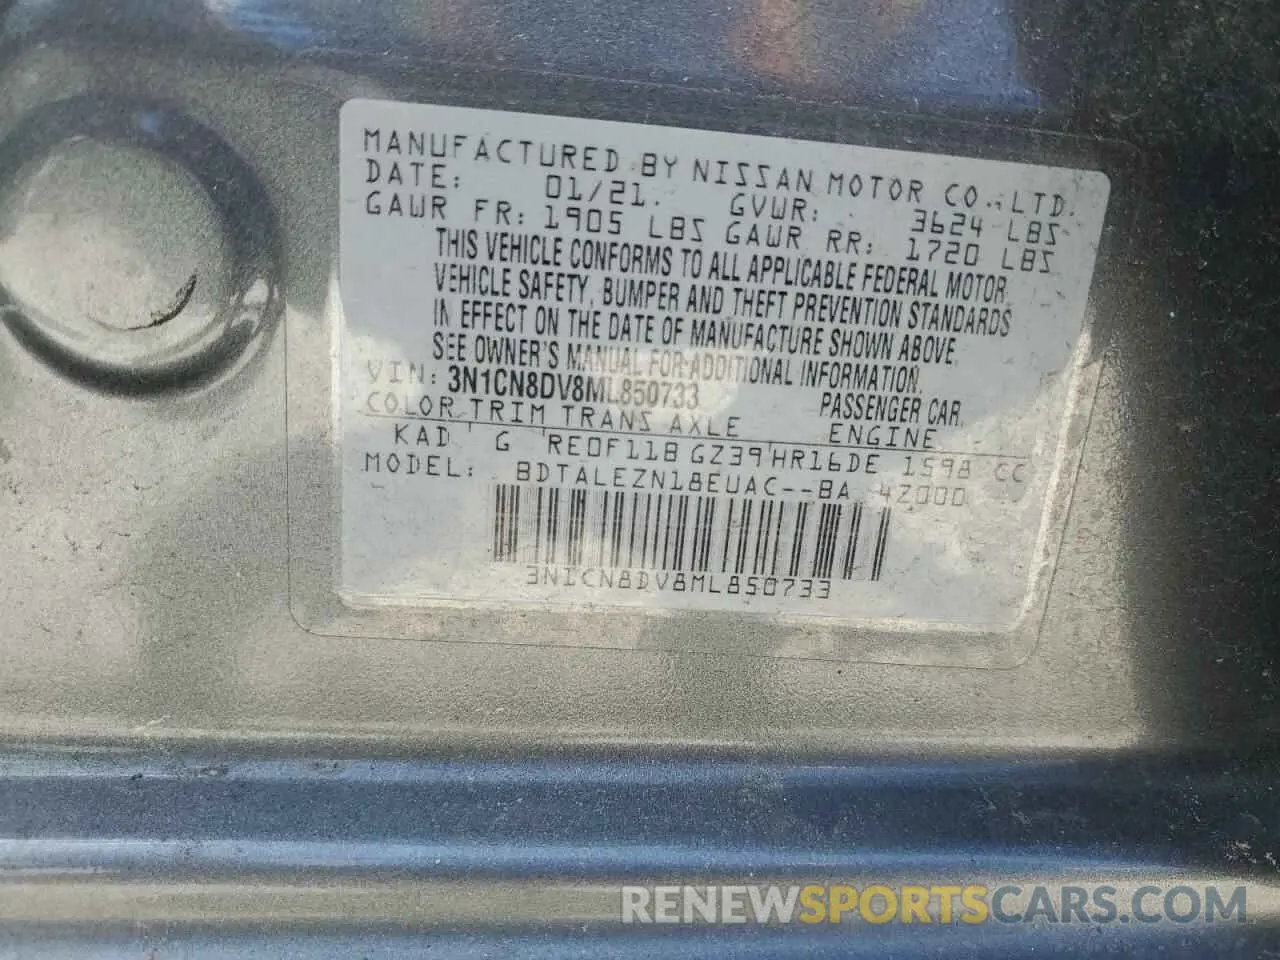 MANUFACTURED BY NISSAN MOTOR CO., LTD.
DATE: 01/21. GVWR: 3624 LBS
GAWR FR: 1905 LBS GAWR RR: 1720 LBS
THIS VEHICLE CONFORMS TO ALL APPLICABLE FEDERAL MOTOR
VEHICLE SAFETY, BUMPER AND THEFT PREVENTION STANDARDS
IN EFFECT ON THE DATE OF MANUFACTURE SHOWN ABOVE.
SEE OWNER'S MANUAL FOR ADDITIONAL INFORMATION.
VIN: 3N1CN8DV8ML850733 PASSENGER CAR
COLOR TRIM TRANS AXLE ENGINE
KAD G RE0F11B GZ39 HR16DE 1598 CC
MODEL: BDTALEZN18EUAC--BA 4Z000
3N1CN8DV8ML850733
RENEWSPORTSCARS.COM